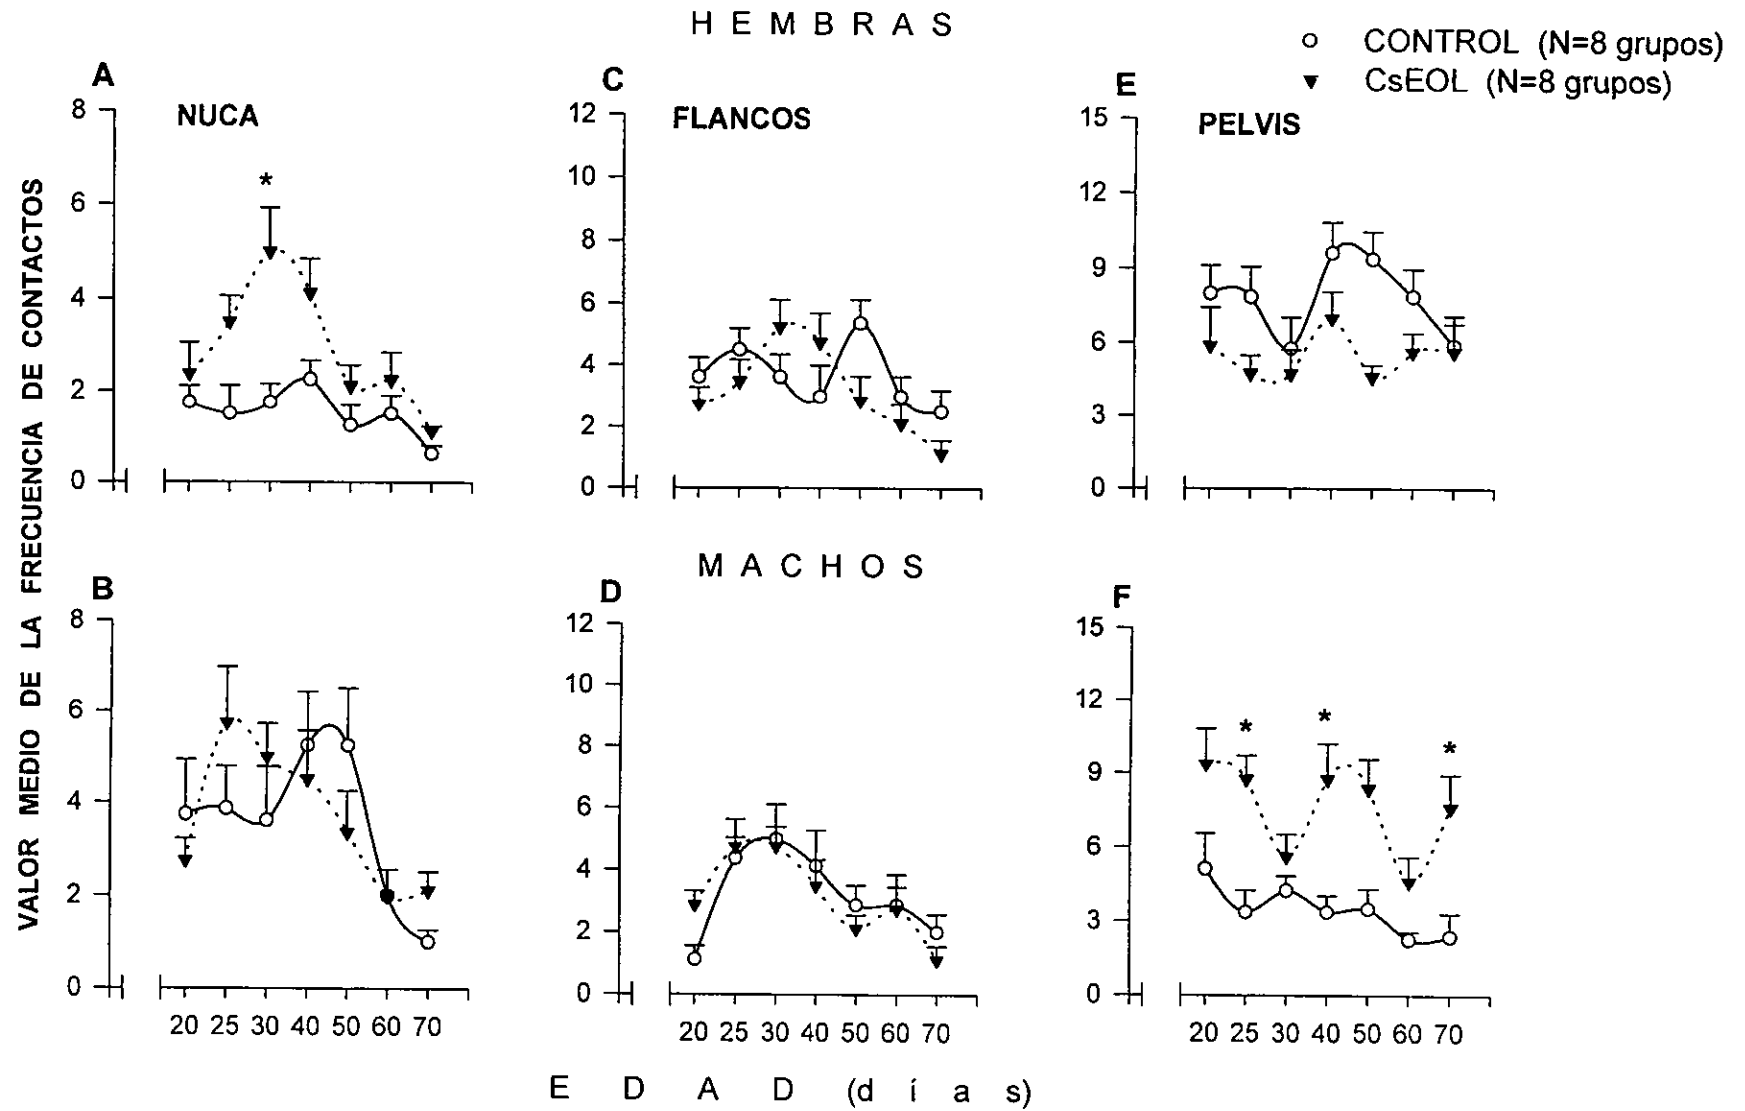 H E M B R A S
CONTROL (N=8 grupos)
CsEOL (N=8 grupos)
VALOR MEDIO DE LA FRECUENCIA DE CONTACTOS
A
NUCA
8
6
4
2
0
*
C
FLANCOS
12
10
8
6
4
2
0
E
PELVIS
15
12
9
6
3
0
M A C H O S
B
8
6
4
2
0
20 25 30 40 50 60 70
D
12
10
8
6
4
2
0
20 25 30 40 50 60 70
F
15
12
9
6
3
0
* * *
20 25 30 40 50 60 70
E D A D (d í a s)